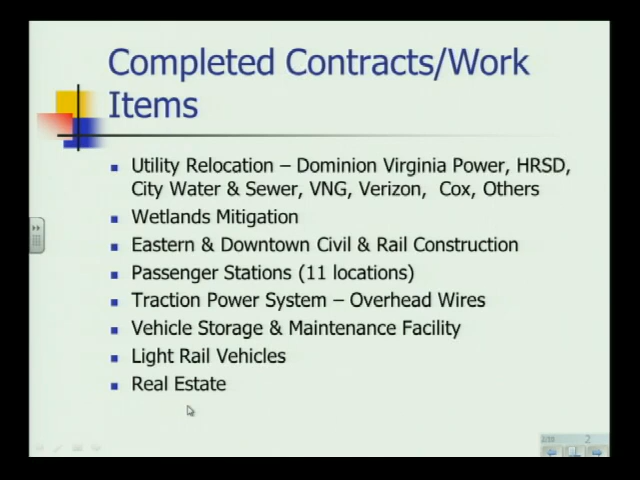 Completed Contracts/Work
Items
Utility Relocation – Dominion Virginia Power, HRSD,
City Water & Sewer, VNG, Verizon, Cox, Others
Wetlands Mitigation
Eastern & Downtown Civil & Rail Construction
Passenger Stations (11 locations)
Traction Power System – Overhead Wires
Vehicle Storage & Maintenance Facility
Light Rail Vehicles
Real Estate
2